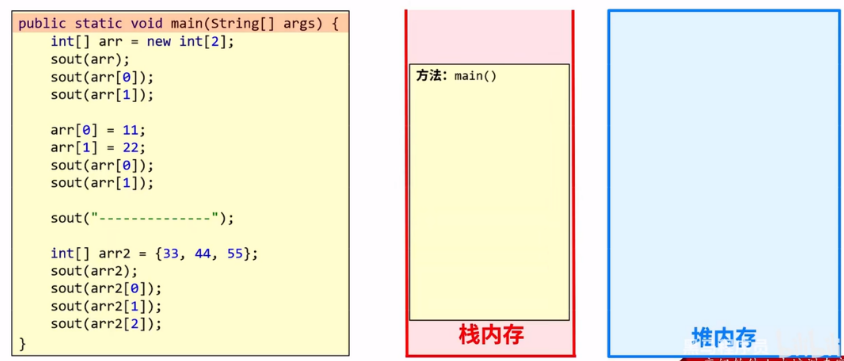 public static void main(String[] args) {
int[] arr = new int[2];
sout(arr);
sout(arr[0]);
sout(arr[1]);
arr[0] = 11;
arr[1] = 22;
sout(arr[0]);
sout(arr[1]);
sout("--------------");
int[] arr2 = {33, 44, 55};
sout(arr2);
sout(arr2[0]);
sout(arr2[1]);
sout(arr2[2]);
}
方法：main()
栈内存
堆内存